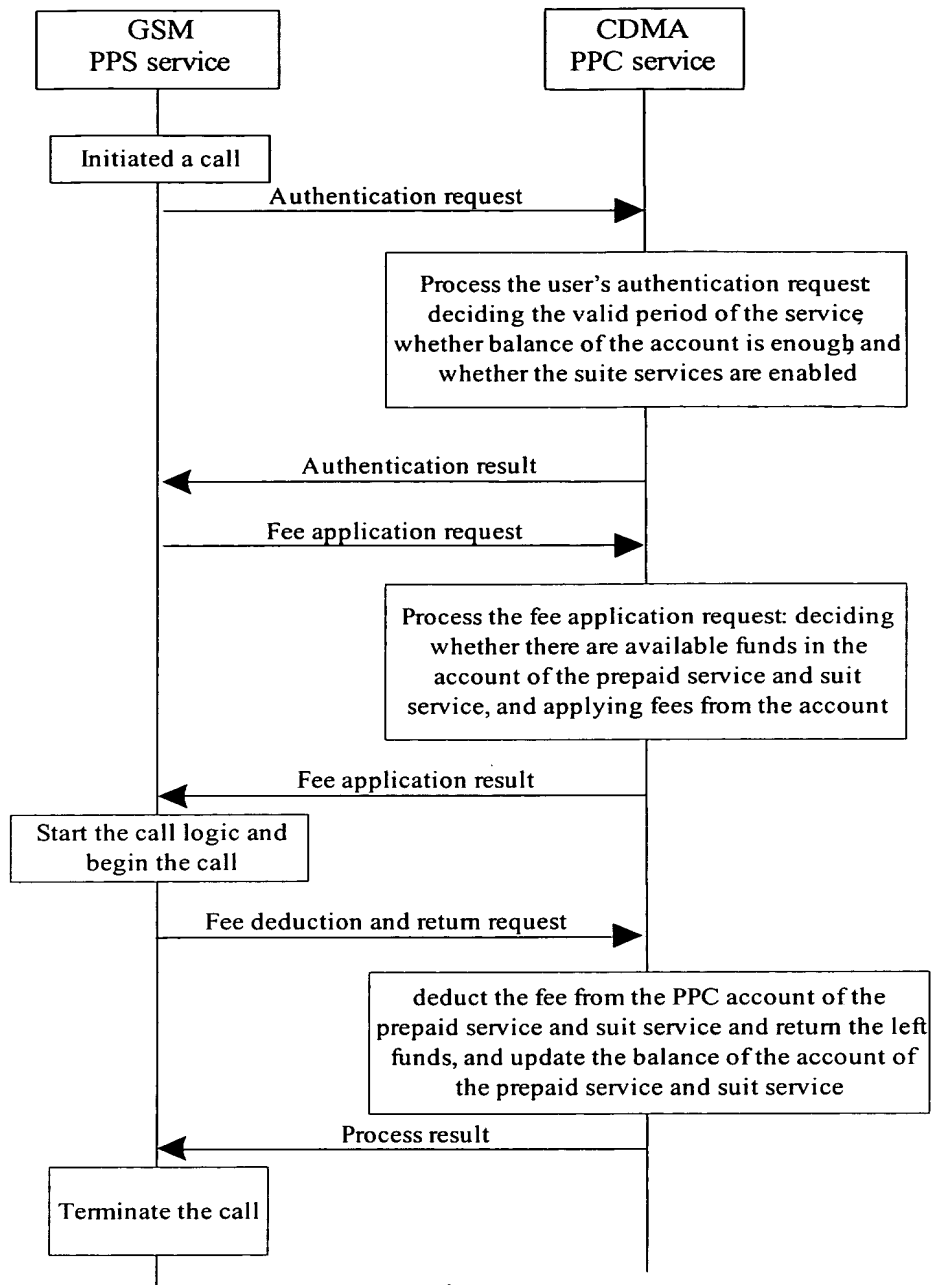 GSM
PPS service
CDMA
PPC service
Initiated a call
Authentication request
Process the user's authentication request
deciding the valid period of the service,
whether balance of the account is enough, and
whether the suite services are enabled
Authentication result
Fee application request
Process the fee application request: deciding
whether there are available funds in the
account of the prepaid service and suit
service, and applying fees from the account
Fee application result
Start the call logic and
begin the call
Fee deduction and return request
deduct the fee from the PPC account of the
prepaid service and suit service and return the left
funds, and update the balance of the account of
the prepaid service and suit service
Process result
Terminate the call